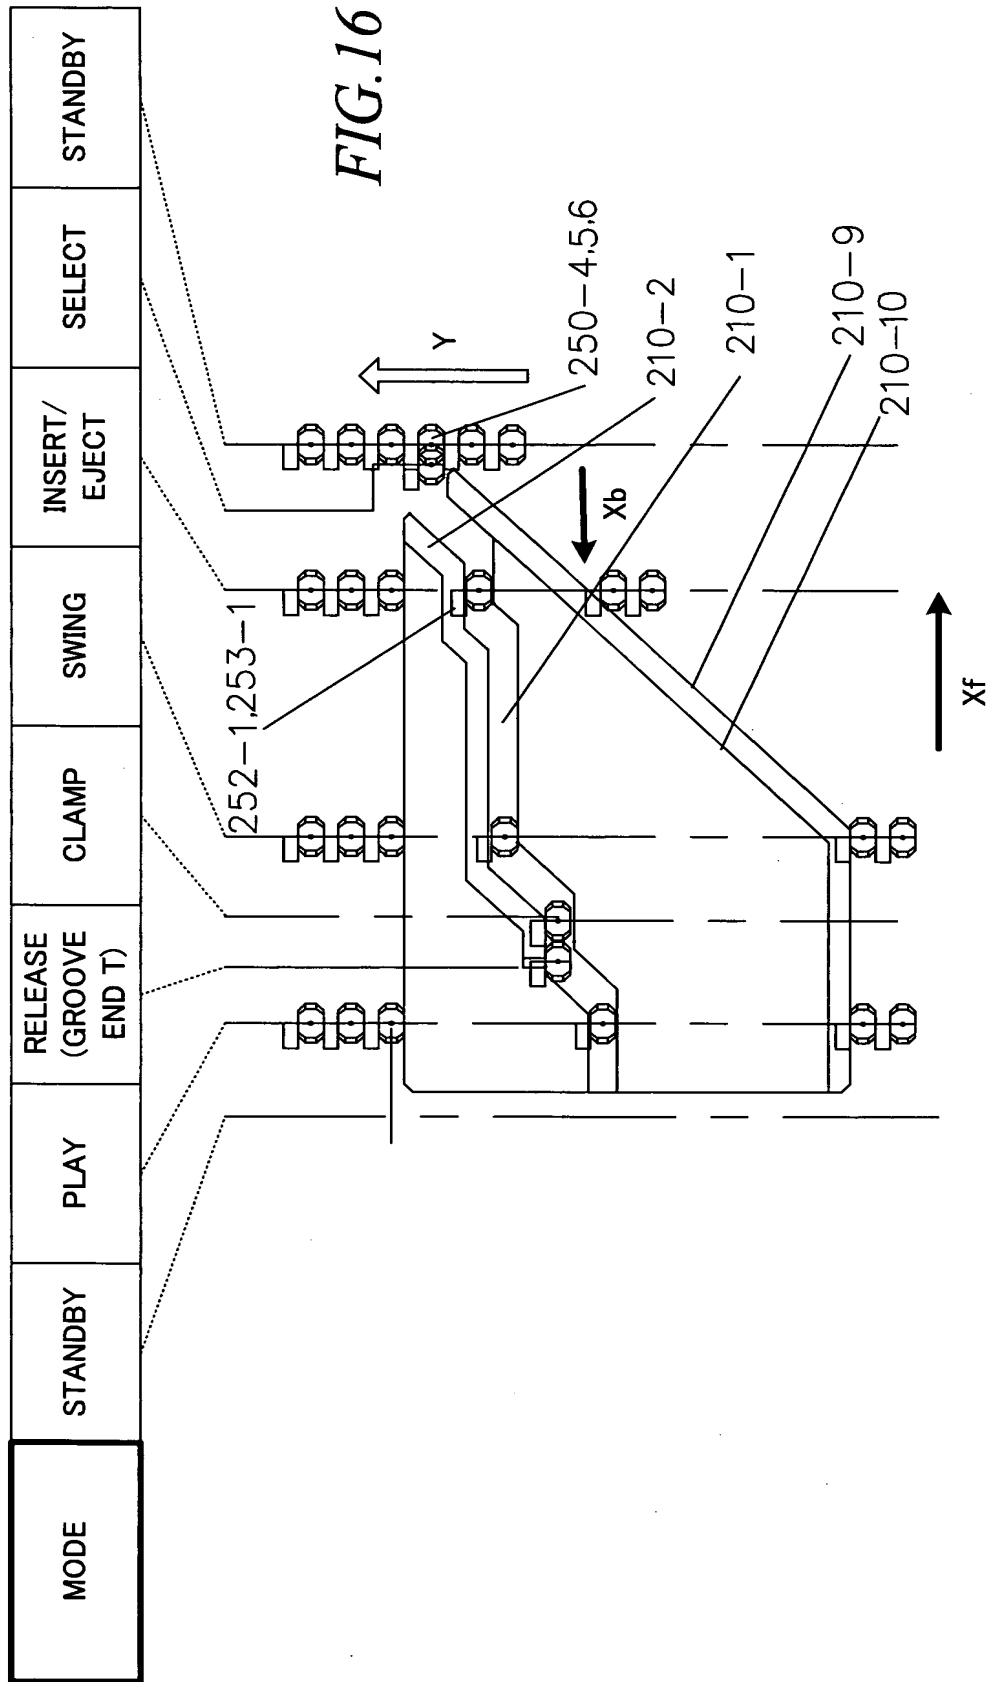 FIG.16
MODE
STANDBY
PLAY
RELEASE
(GROOVE
END T)
CLAMP
SWING
INSERT/
EJECT
SELECT
STANDBY
252-1,253-1
Y
250-4,5,6
210-2
210-1
210-9
210-10
Xb
Xf